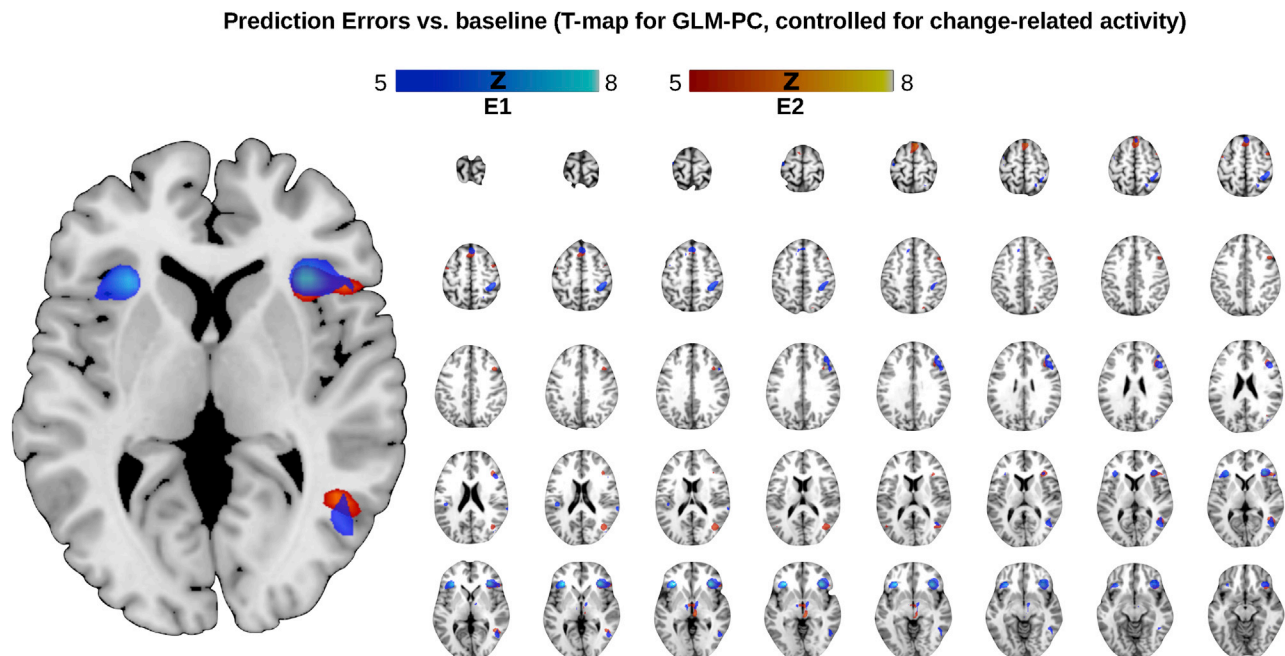 Prediction Errors vs. baseline (T-map for GLM-PC, controlled for change-related activity)
5 Z 8 5 Z 8
E1 E2